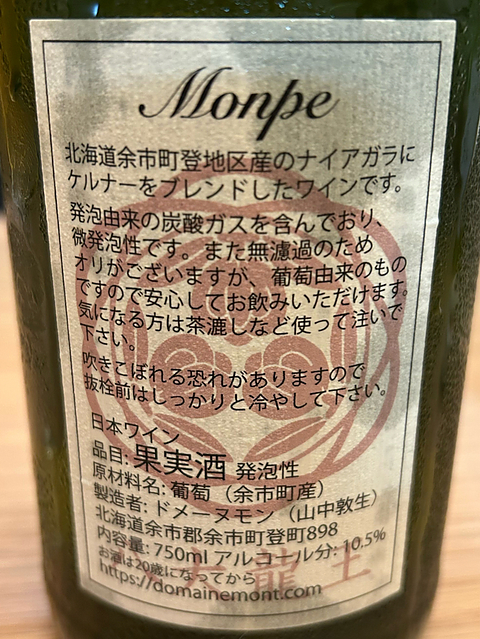 Monpe
北海道余市町登地区産のナイアガラに
ケルナーをブレンドしたワインです。
発泡由来の炭酸ガスを含んでおり、
微発泡性です。また無濾過のため
オリがございますが、葡萄由来のもの
ですので安心してお飲みいただけます。
気になる方は茶漉しなど使って注いで
下さい。
吹きこぼれる恐れがありますので
抜栓前はしっかりと冷やして下さい。
日本ワイン
品目: 果実酒 発泡性
原材料名: 葡萄（余市町産）
製造者: ドメーヌモン（山中敦生）
北海道余市郡余市町登町898
内容量: 750ml アルコール分: 10.5%
お酒は20歳になってから
https://domainemont.com